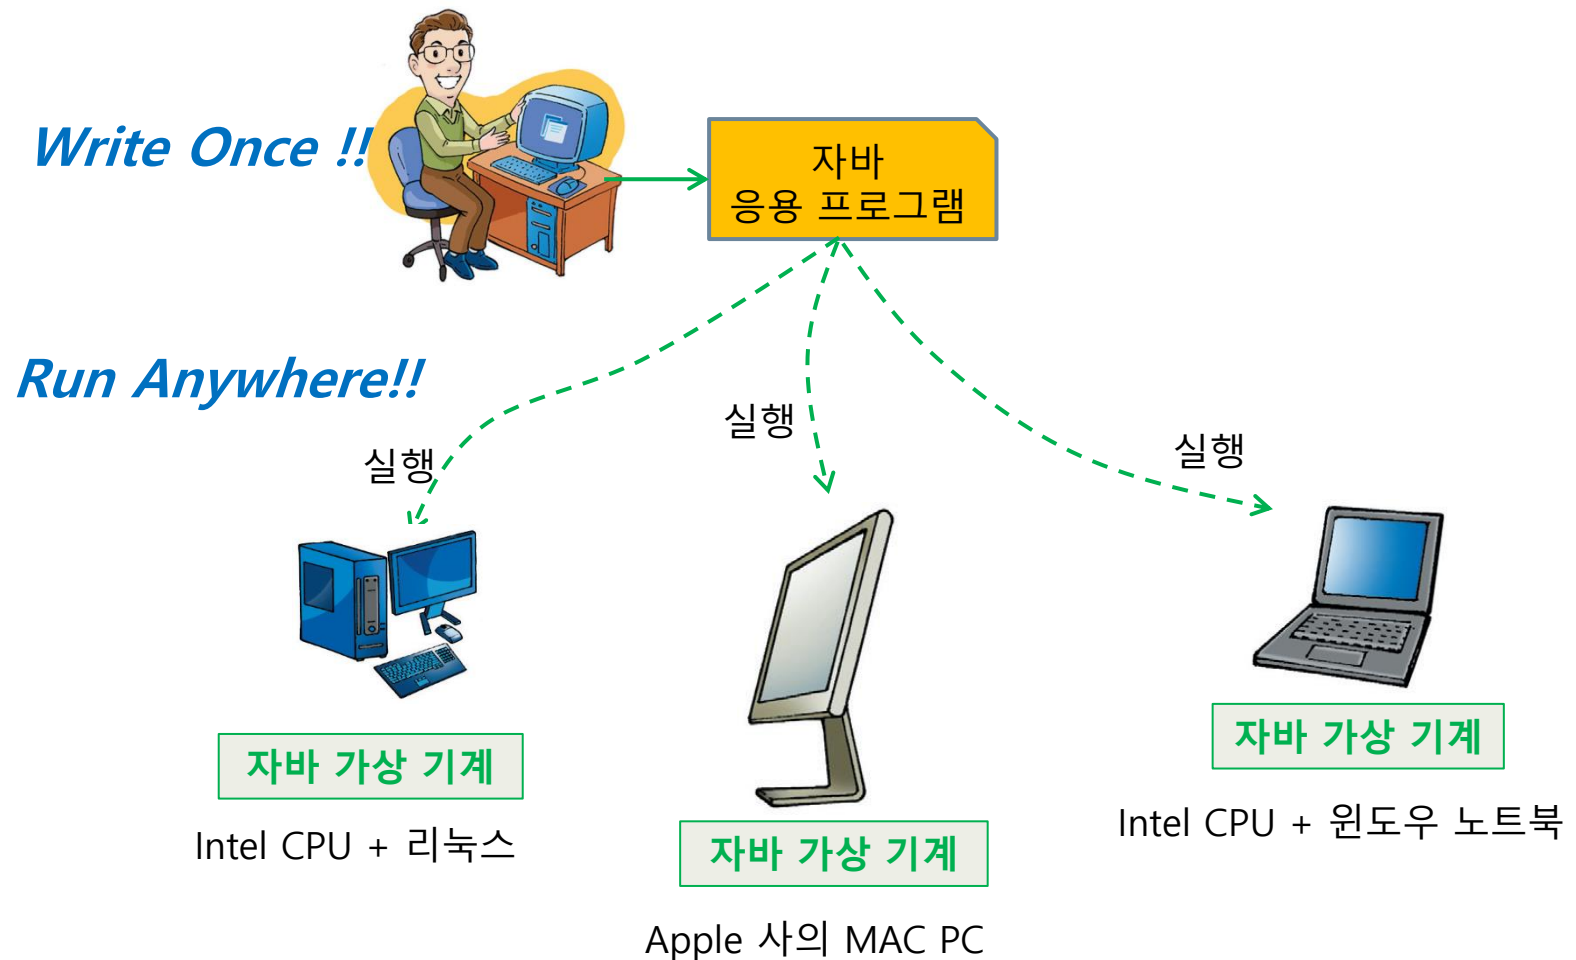 Write Once !!
자바
응용 프로그램
Run Anywhere!!
실행
실행
실행
자바 가상 기계
Intel CPU + 리눅스
자바 가상 기계
Apple 사의 MAC PC
자바 가상 기계
Intel CPU + 윈도우 노트북